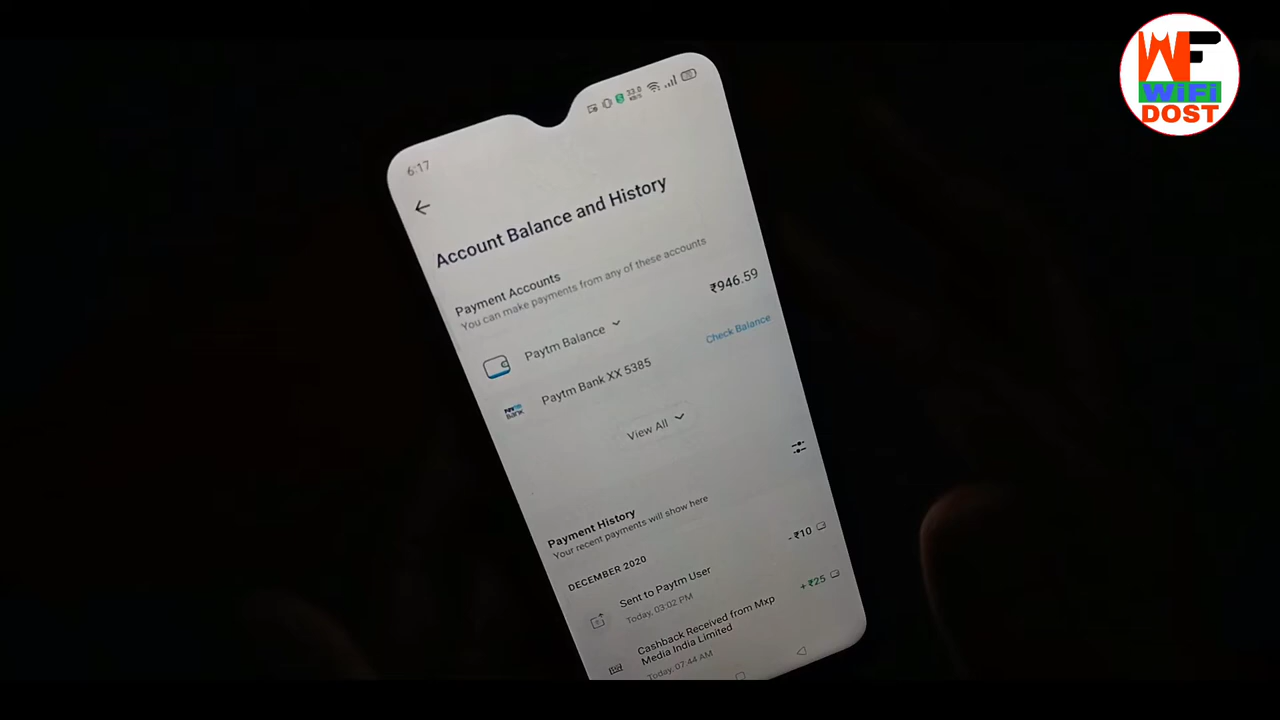 WF
WiFi
DOST
33.0
KB/S
6:17
Account Balance and History
Payment Accounts
You can make payments from any of these accounts
Paytm Balance
₹946.59
Paytm Bank XX 5385
Check Balance
View All
Payment History
Your recent payments will show here
DECEMBER 2020
Sent to Paytm User
- ₹10
Today, 03:02 PM
Cashback Received from Mxp
Media India Limited
+ ₹25
Today, 07:44 AM